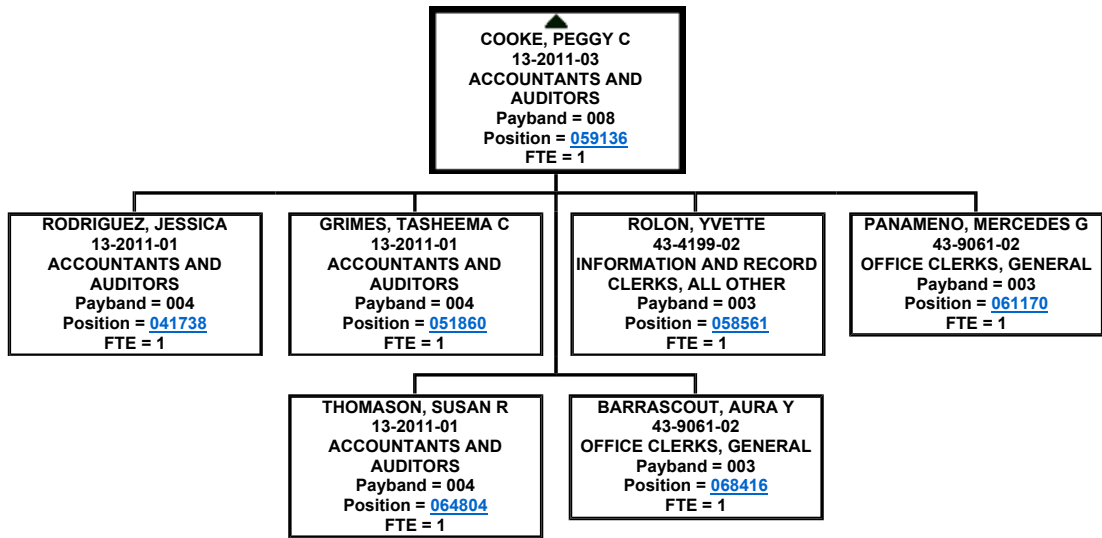 COOKE, PEGGY C
13-2011-03
ACCOUNTANTS AND
AUDITORS
Payband = 008
Position = 059136
FTE = 1
RODRIGUEZ, JESSICA
13-2011-01
ACCOUNTANTS AND
AUDITORS
Payband = 004
Position = 041738
FTE = 1
GRIMES, TASHEEMA C
13-2011-01
ACCOUNTANTS AND
AUDITORS
Payband = 004
Position = 051860
FTE = 1
ROLON, YVETTE
43-4199-02
INFORMATION AND RECORD
CLERKS, ALL OTHER
Payband = 003
Position = 058561
FTE = 1
PANAMENO, MERCEDES G
43-9061-02
OFFICE CLERKS, GENERAL
Payband = 003
Position = 061170
FTE = 1
THOMASON, SUSAN R
13-2011-01
ACCOUNTANTS AND
AUDITORS
Payband = 004
Position = 064804
FTE = 1
BARRASCOUT, AURA Y
43-9061-02
OFFICE CLERKS, GENERAL
Payband = 003
Position = 068416
FTE = 1